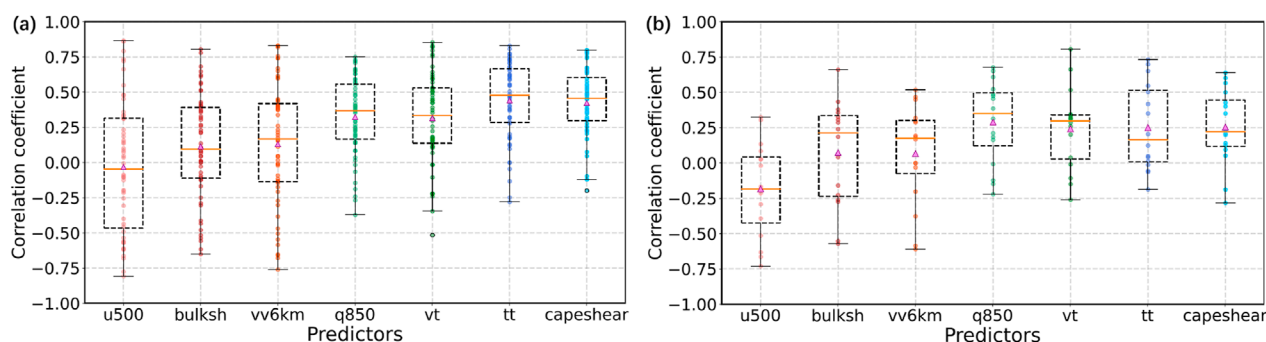 (a)
Correlation coefficient
1.00
0.75
0.50
0.25
0.00
−0.25
−0.50
−0.75
−1.00
u500 bulksh vv6km q850 vt tt capeshear
Predictors
(b)
Correlation coefficient
1.00
0.75
0.50
0.25
0.00
−0.25
−0.50
−0.75
−1.00
u500 bulksh vv6km q850 vt tt capeshear
Predictors